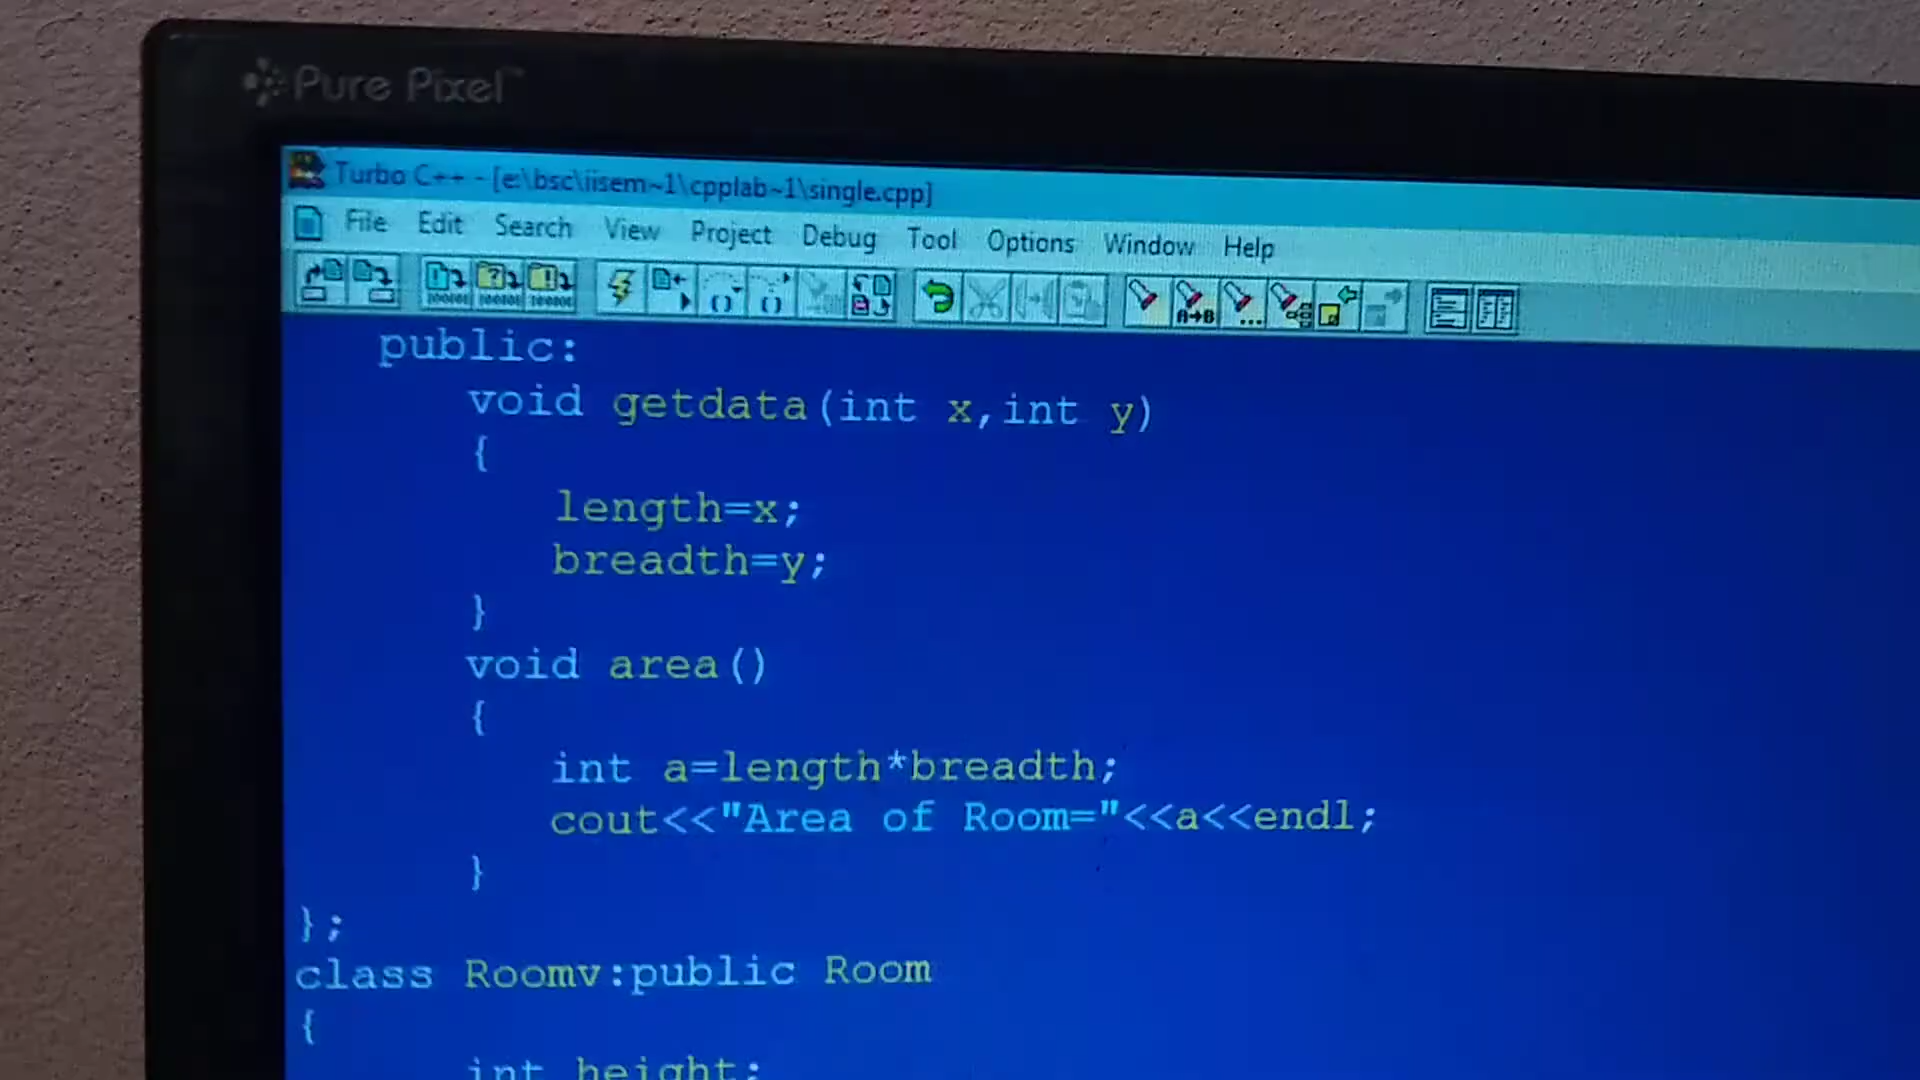 Pure Pixel™
Turbo C++ - [e:\bsc\iisem~1\cpplab~1\single.cpp]
File Edit Search View Project Debug Tool Options Window Help
public:
void getdata(int x,int y)
{
length=x;
breadth=y;
}
void area()
{
int a=length*breadth;
cout<<"Area of Room="<<a<<endl;
}
};
class Roomv:public Room
{
int height;